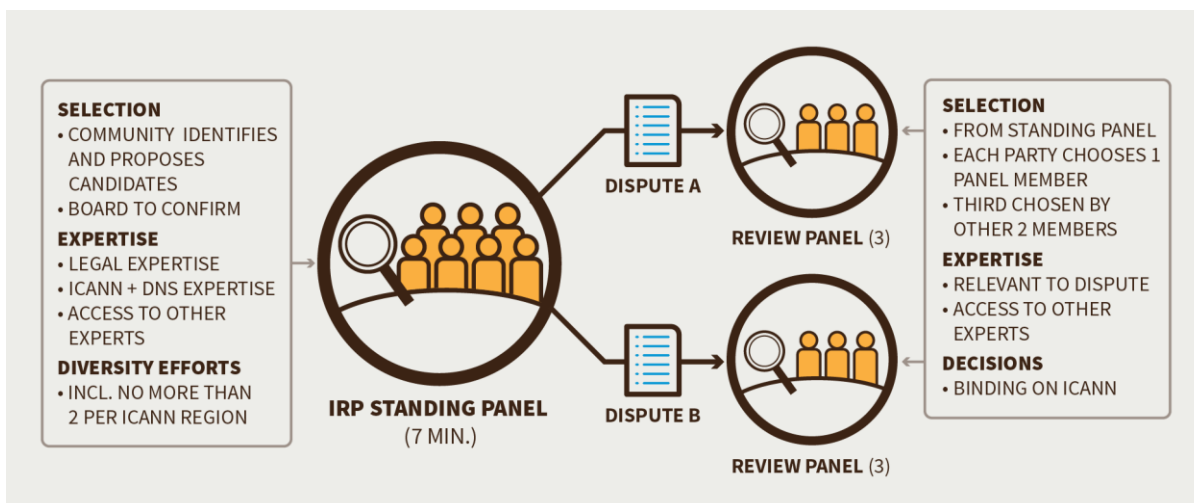 SELECTION
• COMMUNITY IDENTIFIES
AND PROPOSES
CANDIDATES
• BOARD TO CONFIRM
EXPERTISE
• LEGAL EXPERTISE
• ICANN + DNS EXPERTISE
• ACCESS TO OTHER
EXPERTS
DIVERSITY EFFORTS
• INCL. NO MORE THAN
2 PER ICANN REGION
IRP STANDING PANEL
(7 MIN.)
DISPUTE A
REVIEW PANEL (3)
DISPUTE B
REVIEW PANEL (3)
SELECTION
• FROM STANDING PANEL
• EACH PARTY CHOOSES 1
PANEL MEMBER
• THIRD CHOSEN BY
OTHER 2 MEMBERS
EXPERTISE
• RELEVANT TO DISPUTE
• ACCESS TO OTHER
EXPERTS
DECISIONS
• BINDING ON ICANN